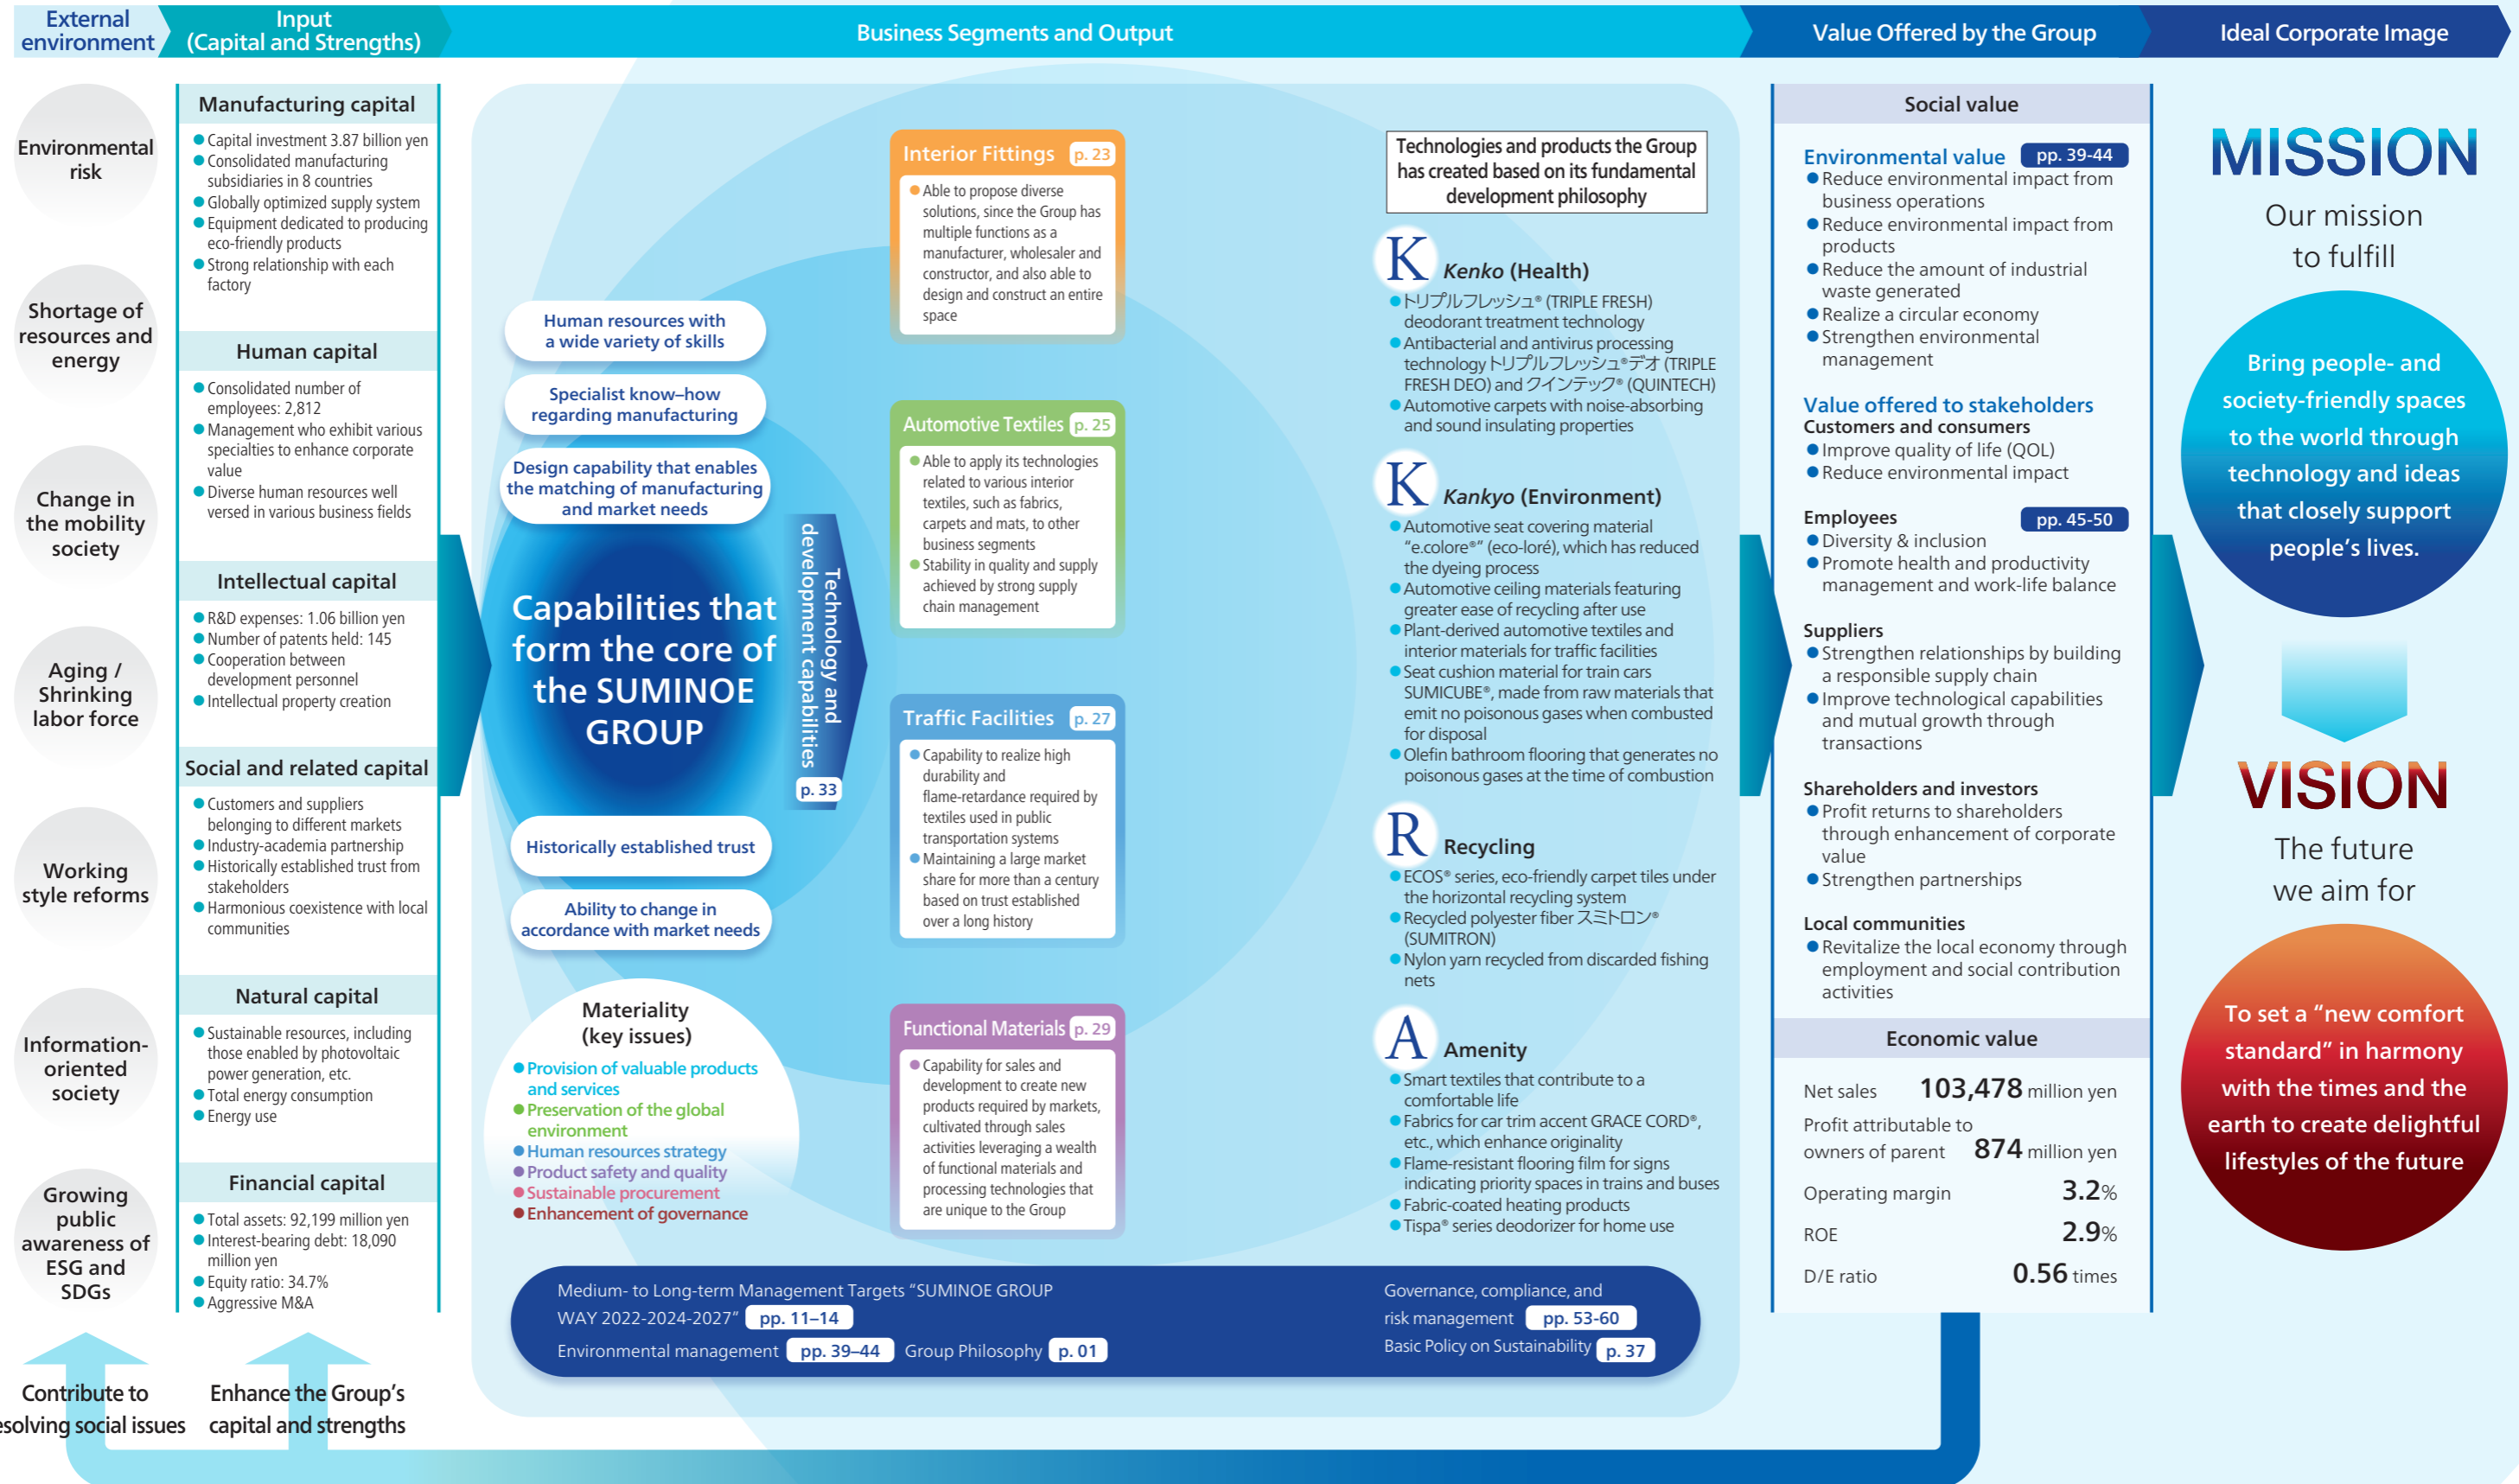 External
environment
Input
(Capital and Strengths)
Business Segments and Output
Value Offered by the Group
Ideal Corporate Image
Environmental
risk
Shortage of
resources and
energy
Change in
the mobility
society
Aging /
Shrinking
labor force
Working
style reforms
Information-
oriented
society
Growing
public
awareness of
ESG and
SDGs
Manufacturing capital
●Capital investment 3.87 billion yen
●Consolidated manufacturing
subsidiaries in 8 countries
●Globally optimized supply system
●Equipment dedicated to producing
eco-friendly products
●Strong relationship with each
factory
Human capital
●Consolidated number of
employees: 2,812
●Management who exhibit various
specialties to enhance corporate
value
●Diverse human resources well
versed in various business fields
Intellectual capital
●R&D expenses: 1.06 billion yen
●Number of patents held: 145
●Cooperation between
development personnel
●Intellectual property creation
Social and related capital
●Customers and suppliers
belonging to different markets
●Industry-academia partnership
●Historically established trust from
stakeholders
●Harmonious coexistence with local
communities
Natural capital
●Sustainable resources, including
those enabled by photovoltaic
power generation, etc.
●Total energy consumption
●Energy use
Financial capital
●Total assets: 92,199 million yen
●Interest-bearing debt: 18,090
million yen
●Equity ratio: 34.7%
●Aggressive M&A
Human resources with
a wide variety of skills
Specialist know–how
regarding manufacturing
Design capability that enables
the matching of manufacturing
and market needs
Capabilities that
form the core of
the SUMINOE
GROUP
Technology and
development capabilities
p. 33
Historically established trust
Ability to change in
accordance with market needs
Materiality
(key issues)
●Provision of valuable products
and services
●Preservation of the global
environment
●Human resources strategy
●Product safety and quality
●Sustainable procurement
●Enhancement of governance
Interior Fittings p. 23
●Able to propose diverse
solutions, since the Group has
multiple functions as a
manufacturer, wholesaler and
constructor, and also able to
design and construct an entire
space
Automotive Textiles p. 25
●Able to apply its technologies
related to various interior
textiles, such as fabrics,
carpets and mats, to other
business segments
●Stability in quality and supply
achieved by strong supply
chain management
Traffic Facilities p. 27
●Capability to realize high
durability and
flame-retardance required by
textiles used in public
transportation systems
●Maintaining a large market
share for more than a century
based on trust established
over a long history
Functional Materials p. 29
●Capability for sales and
development to create new
products required by markets,
cultivated through sales
activities leveraging a wealth
of functional materials and
processing technologies that
are unique to the Group
Technologies and products the Group
has created based on its fundamental
development philosophy
K Kenko (Health)
●トリプルフレッシュ® (TRIPLE FRESH)
deodorant treatment technology
●Antibacterial and antivirus processing
technology トリプルフレッシュ®デオ (TRIPLE
FRESH DEO) and クインテック® (QUINTECH)
●Automotive carpets with noise-absorbing
and sound insulating properties
K Kankyo (Environment)
●Automotive seat covering material
“e.colore®” (eco-loré), which has reduced
the dyeing process
●Automotive ceiling materials featuring
greater ease of recycling after use
●Plant-derived automotive textiles and
interior materials for traffic facilities
●Seat cushion material for train cars
SUMICUBE®, made from raw materials that
emit no poisonous gases when combusted
for disposal
●Olefin bathroom flooring that generates no
poisonous gases at the time of combustion
R Recycling
●ECOS® series, eco-friendly carpet tiles under
the horizontal recycling system
●Recycled polyester fiber スミトロン®
(SUMITRON)
●Nylon yarn recycled from discarded fishing
nets
A Amenity
●Smart textiles that contribute to a
comfortable life
●Fabrics for car trim accent GRACE CORD®,
etc., which enhance originality
●Flame-resistant flooring film for signs
indicating priority spaces in trains and buses
●Fabric-coated heating products
●Tispa® series deodorizer for home use
Medium- to Long-term Management Targets “SUMINOE GROUP
WAY 2022-2024-2027” pp. 11–14
Environmental management pp. 39–44 Group Philosophy p. 01
Governance, compliance, and
risk management pp. 53-60
Basic Policy on Sustainability p. 37
Social value
Environmental value pp. 39-44
●Reduce environmental impact from
business operations
●Reduce environmental impact from
products
●Reduce the amount of industrial
waste generated
●Realize a circular economy
●Strengthen environmental
management
Value offered to stakeholders
Customers and consumers
●Improve quality of life (QOL)
●Reduce environmental impact
Employees pp. 45-50
●Diversity & inclusion
●Promote health and productivity
management and work-life balance
Suppliers
●Strengthen relationships by building
a responsible supply chain
●Improve technological capabilities
and mutual growth through
transactions
Shareholders and investors
●Profit returns to shareholders
through enhancement of corporate
value
●Strengthen partnerships
Local communities
●Revitalize the local economy through
employment and social contribution
activities
Economic value
Net sales 103,478 million yen
Profit attributable to
owners of parent 874 million yen
Operating margin 3.2%
ROE 2.9%
D/E ratio 0.56 times
MISSION
Our mission
to fulfill
Bring people- and
society-friendly spaces
to the world through
technology and ideas
that closely support
people’s lives.
VISION
The future
we aim for
To set a “new comfort
standard” in harmony
with the times and the
earth to create delightful
lifestyles of the future
Contribute to
esolving social issues
Enhance the Group’s
capital and strengths